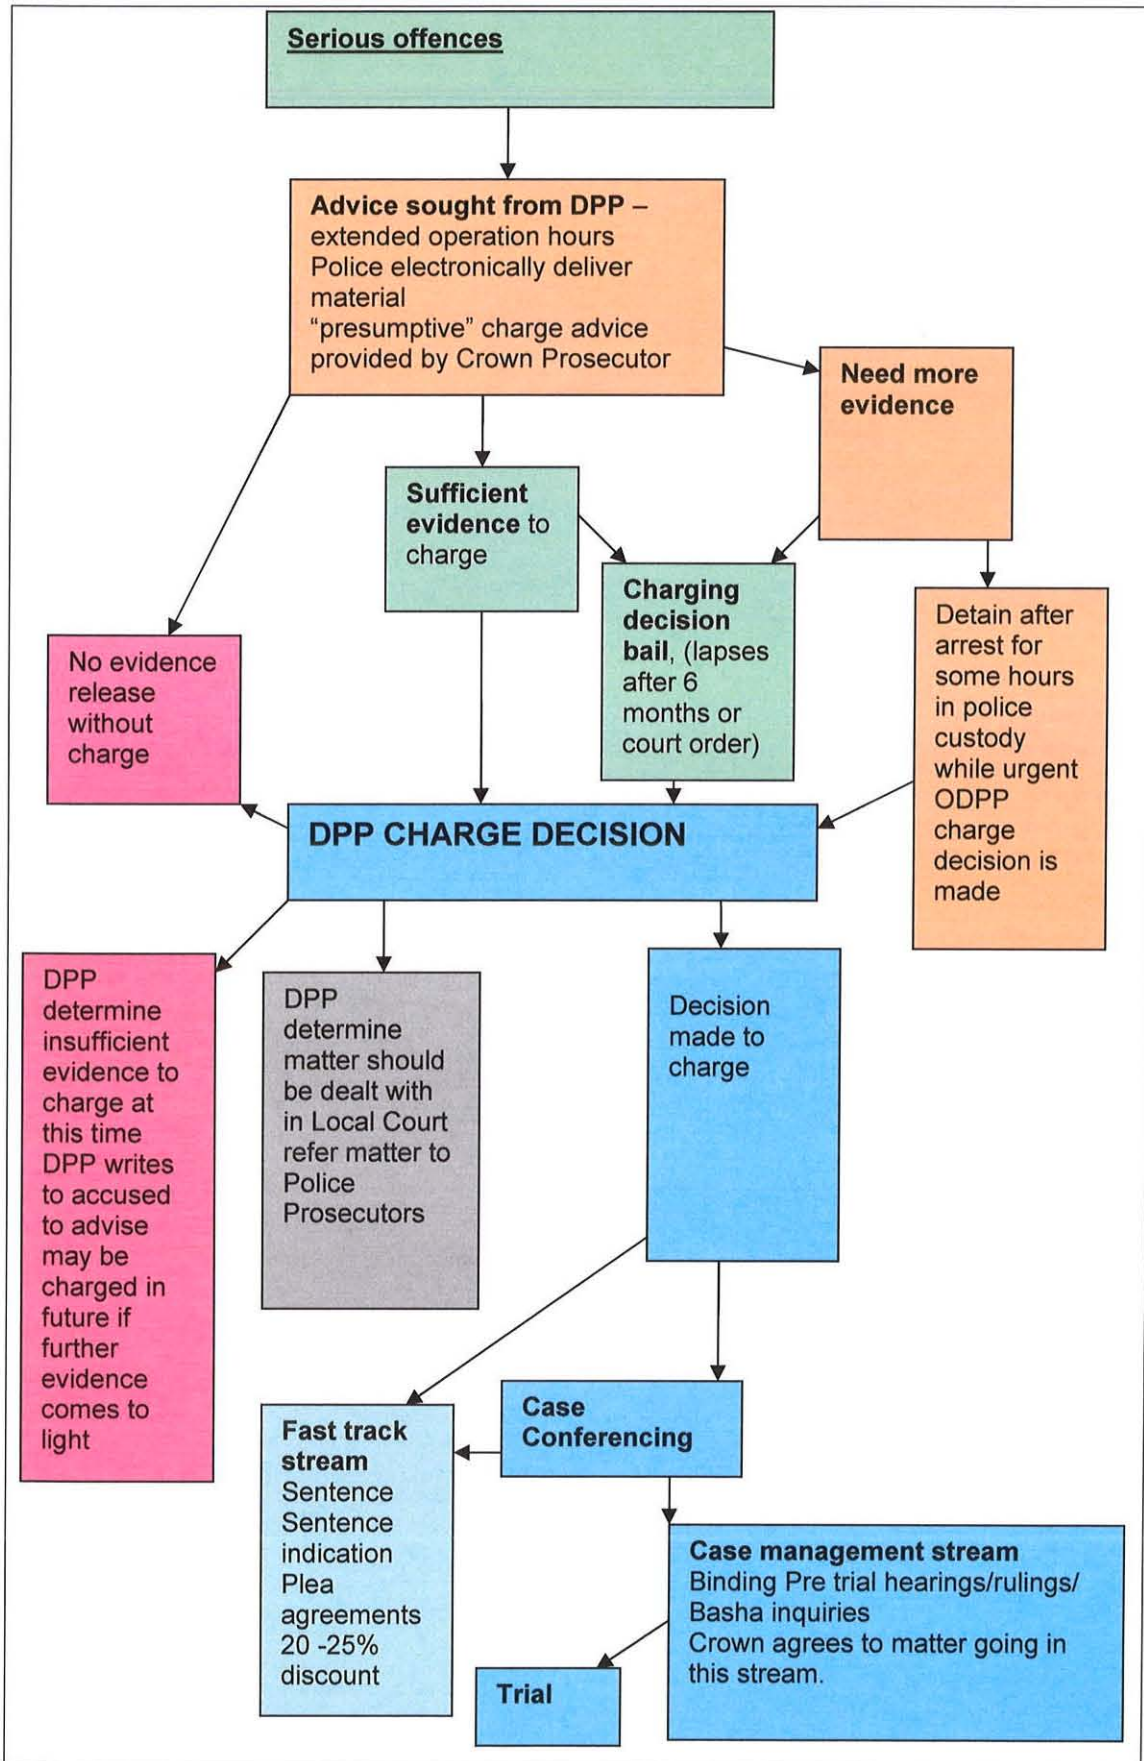 Serious offences
Advice sought from DPP –
extended operation hours
Police electronically deliver
material
“presumptive” charge advice
provided by Crown Prosecutor
Need more
evidence
Sufficient
evidence to
charge
Charging
decision
bail, (lapses
after 6
months or
court order)
Detain after
arrest for
some hours
in police
custody
while urgent
ODPP
charge
decision is
made
No evidence
release
without
charge
DPP CHARGE DECISION
DPP
determine
insufficient
evidence to
charge at
this time
DPP writes
to accused
to advise
may be
charged in
future if
further
evidence
comes to
light
DPP
determine
matter should
be dealt with
in Local Court
refer matter to
Police
Prosecutors
Decision
made to
charge
Case
Conferencing
Fast track
stream
Sentence
Sentence
indication
Plea
agreements
20 -25%
discount
Case management stream
Binding Pre trial hearings/rulings/
Basha inquiries
Crown agrees to matter going in
this stream.
Trial